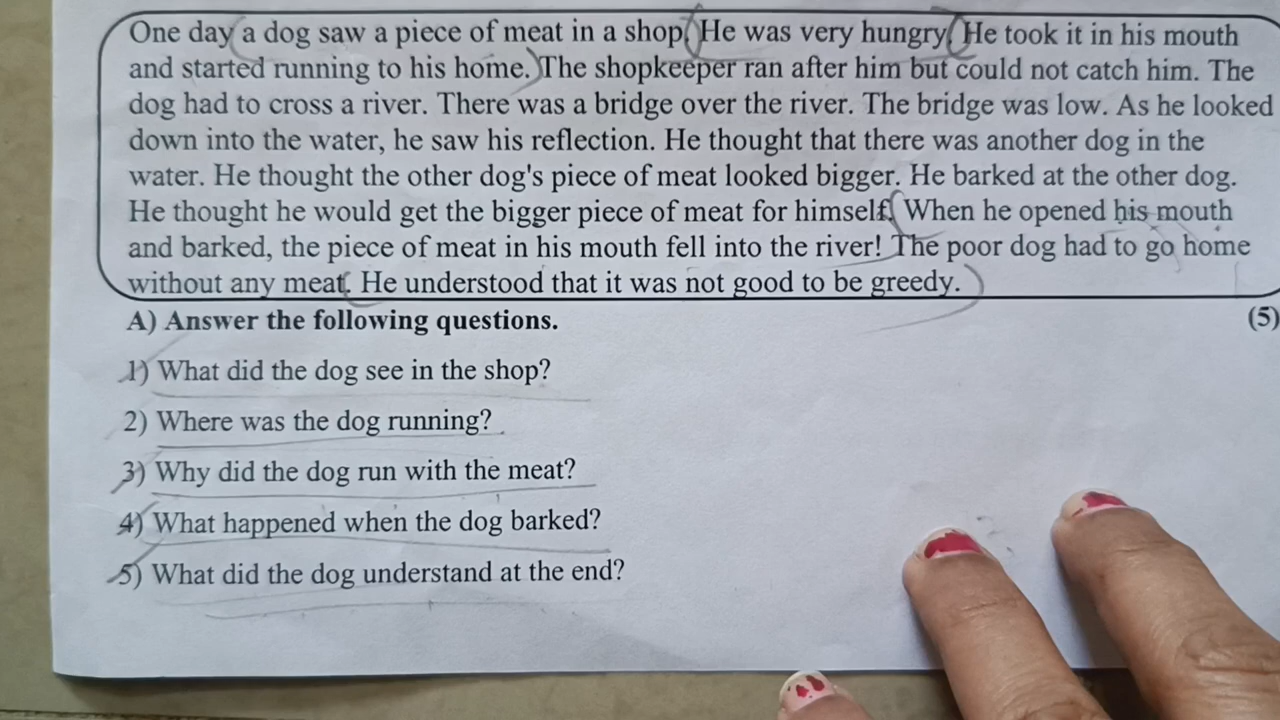 One day a dog saw a piece of meat in a shop. He was very hungry. He took it in his mouth
and started running to his home. The shopkeeper ran after him but could not catch him. The
dog had to cross a river. There was a bridge over the river. The bridge was low. As he looked
down into the water, he saw his reflection. He thought that there was another dog in the
water. He thought the other dog's piece of meat looked bigger. He barked at the other dog.
He thought he would get the bigger piece of meat for himself. When he opened his mouth
and barked, the piece of meat in his mouth fell into the river! The poor dog had to go home
without any meat. He understood that it was not good to be greedy.
A) Answer the following questions. (5)
1) What did the dog see in the shop?
2) Where was the dog running?
3) Why did the dog run with the meat?
4) What happened when the dog barked?
5) What did the dog understand at the end?